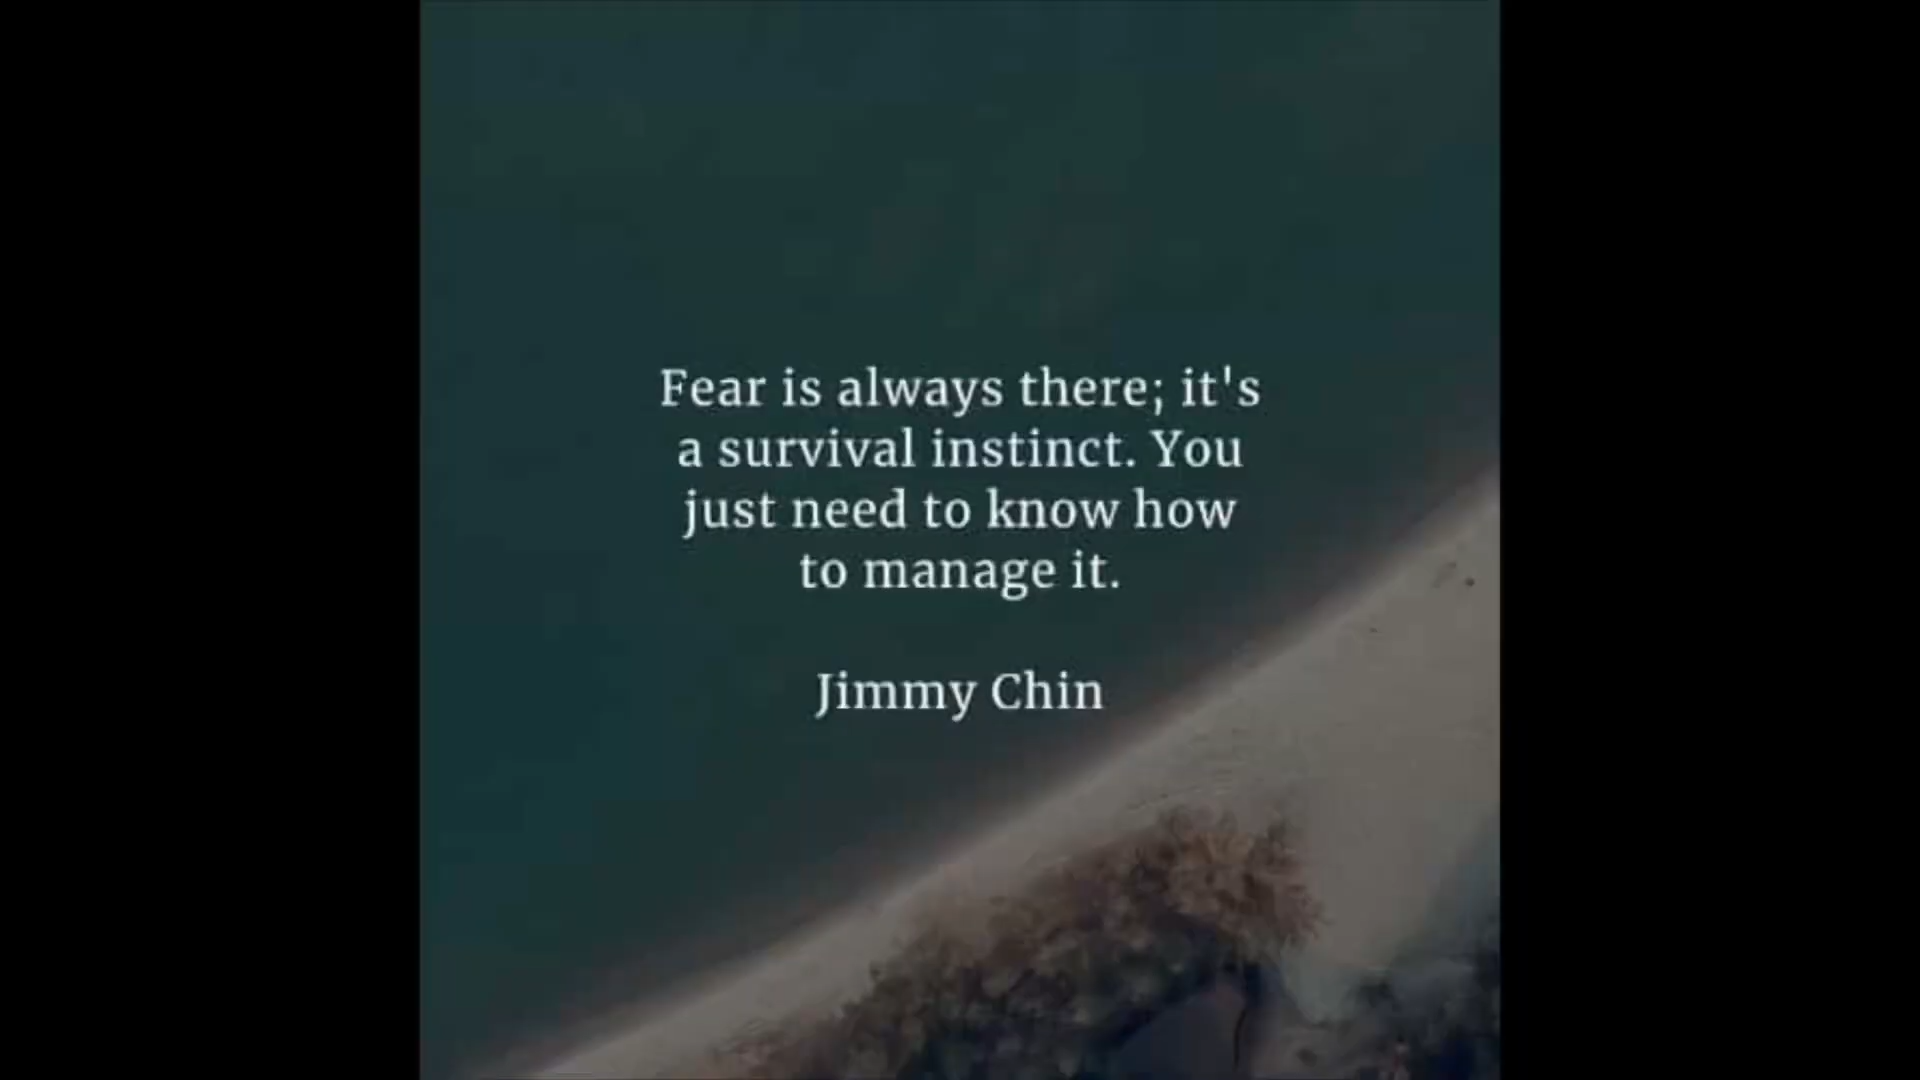 Fear is always there; it's
a survival instinct. You
just need to know how
to manage it.
Jimmy Chin